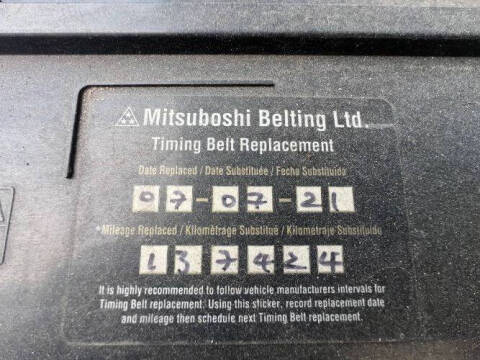 Mitsuboshi Belting Ltd.
Timing Belt Replacement
Date Replaced / Date Substituée / Fecha Substituida
07-07-21
*Mileage Replaced / Kilométrage Substitué / Kilometraje Substituido
137424
It is highly recommended to follow vehicle manufacturers intervals for
Timing Belt replacement. Using this sticker, record replacement date
and mileage then schedule next Timing Belt replacement.